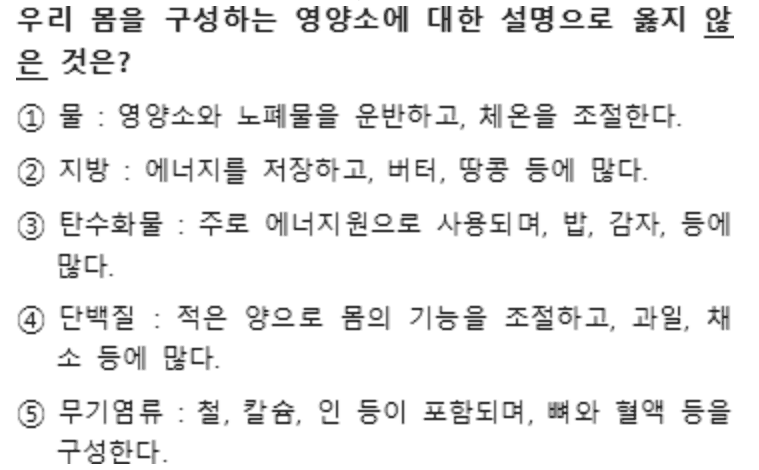 우리 몸을 구성하는 영양소에 대한 설명으로 옳지 않
은 것은?
① 물 : 영양소와 노폐물을 운반하고, 체온을 조절한다.
② 지방 : 에너지를 저장하고, 버터, 땅콩 등에 많다.
③ 탄수화물 : 주로 에너지원으로 사용되며, 밥, 감자, 등에
많다.
④ 단백질 : 적은 양으로 몸의 기능을 조절하고, 과일, 채
소 등에 많다.
⑤ 무기염류 : 철, 칼슘, 인 등이 포함되며, 뼈와 혈액 등을
구성한다.